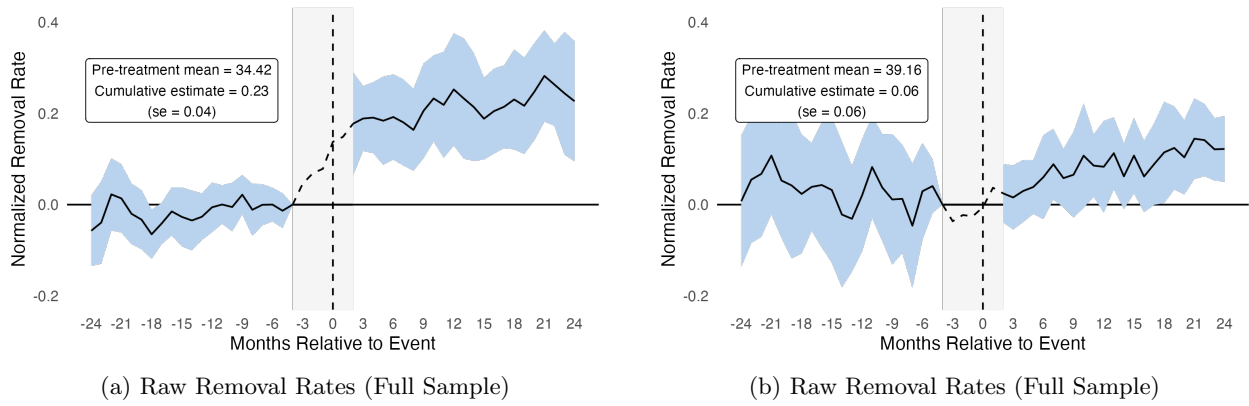 Normalized Removal Rate
0.4
0.2
0.0
-0.2
Pre-treatment mean = 34.42
Cumulative estimate = 0.23
(se = 0.04)
-24 -21 -18 -15 -12 -9 -6 -3 0 3 6 9 12 15 18 21 24
Months Relative to Event
(a) Raw Removal Rates (Full Sample)
Normalized Removal Rate
0.4
0.2
0.0
-0.2
Pre-treatment mean = 39.16
Cumulative estimate = 0.06
(se = 0.06)
-24 -21 -18 -15 -12 -9 -6 -3 0 3 6 9 12 15 18 21 24
Months Relative to Event
(b) Raw Removal Rates (Full Sample)